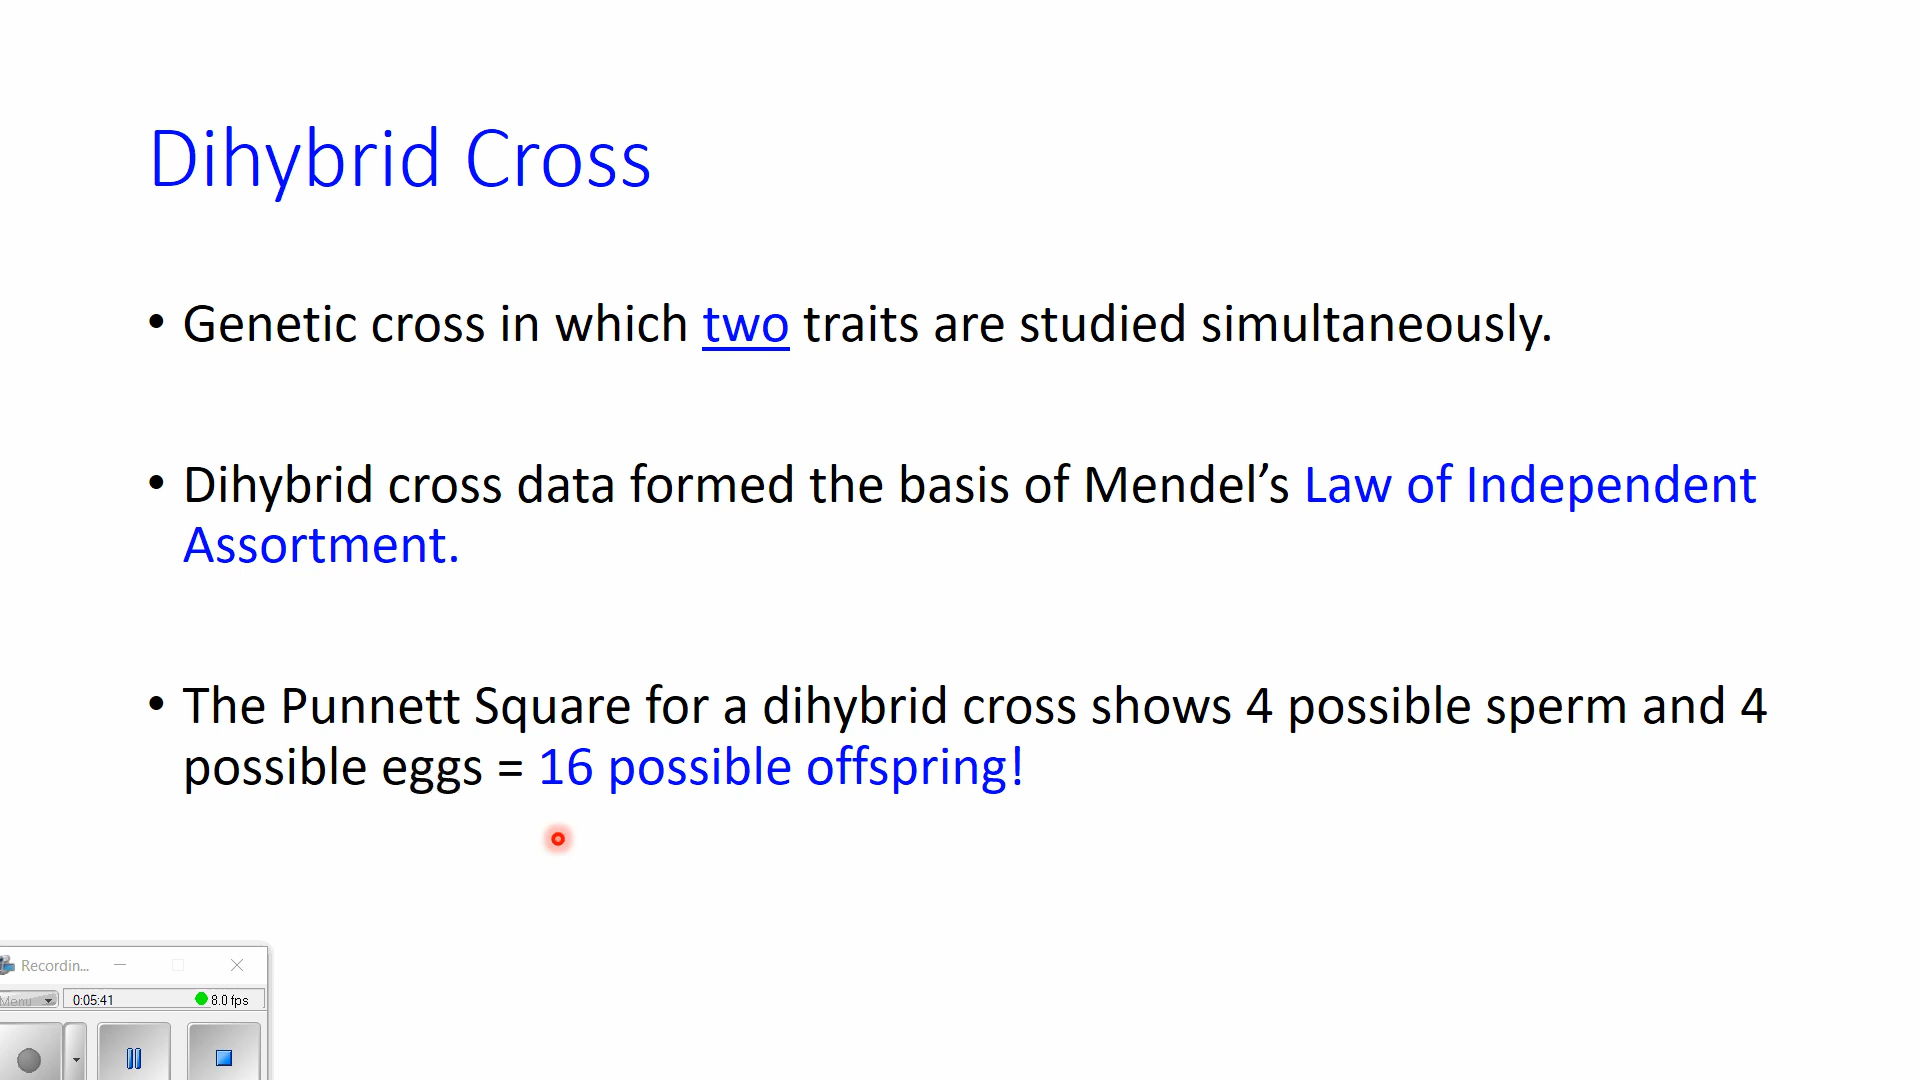 Dihybrid Cross
• Genetic cross in which two traits are studied simultaneously.
• Dihybrid cross data formed the basis of Mendel’s Law of Independent
Assortment.
• The Punnett Square for a dihybrid cross shows 4 possible sperm and 4
possible eggs = 16 possible offspring!
Recordin...
Menu 0:05:41 8.0 fps